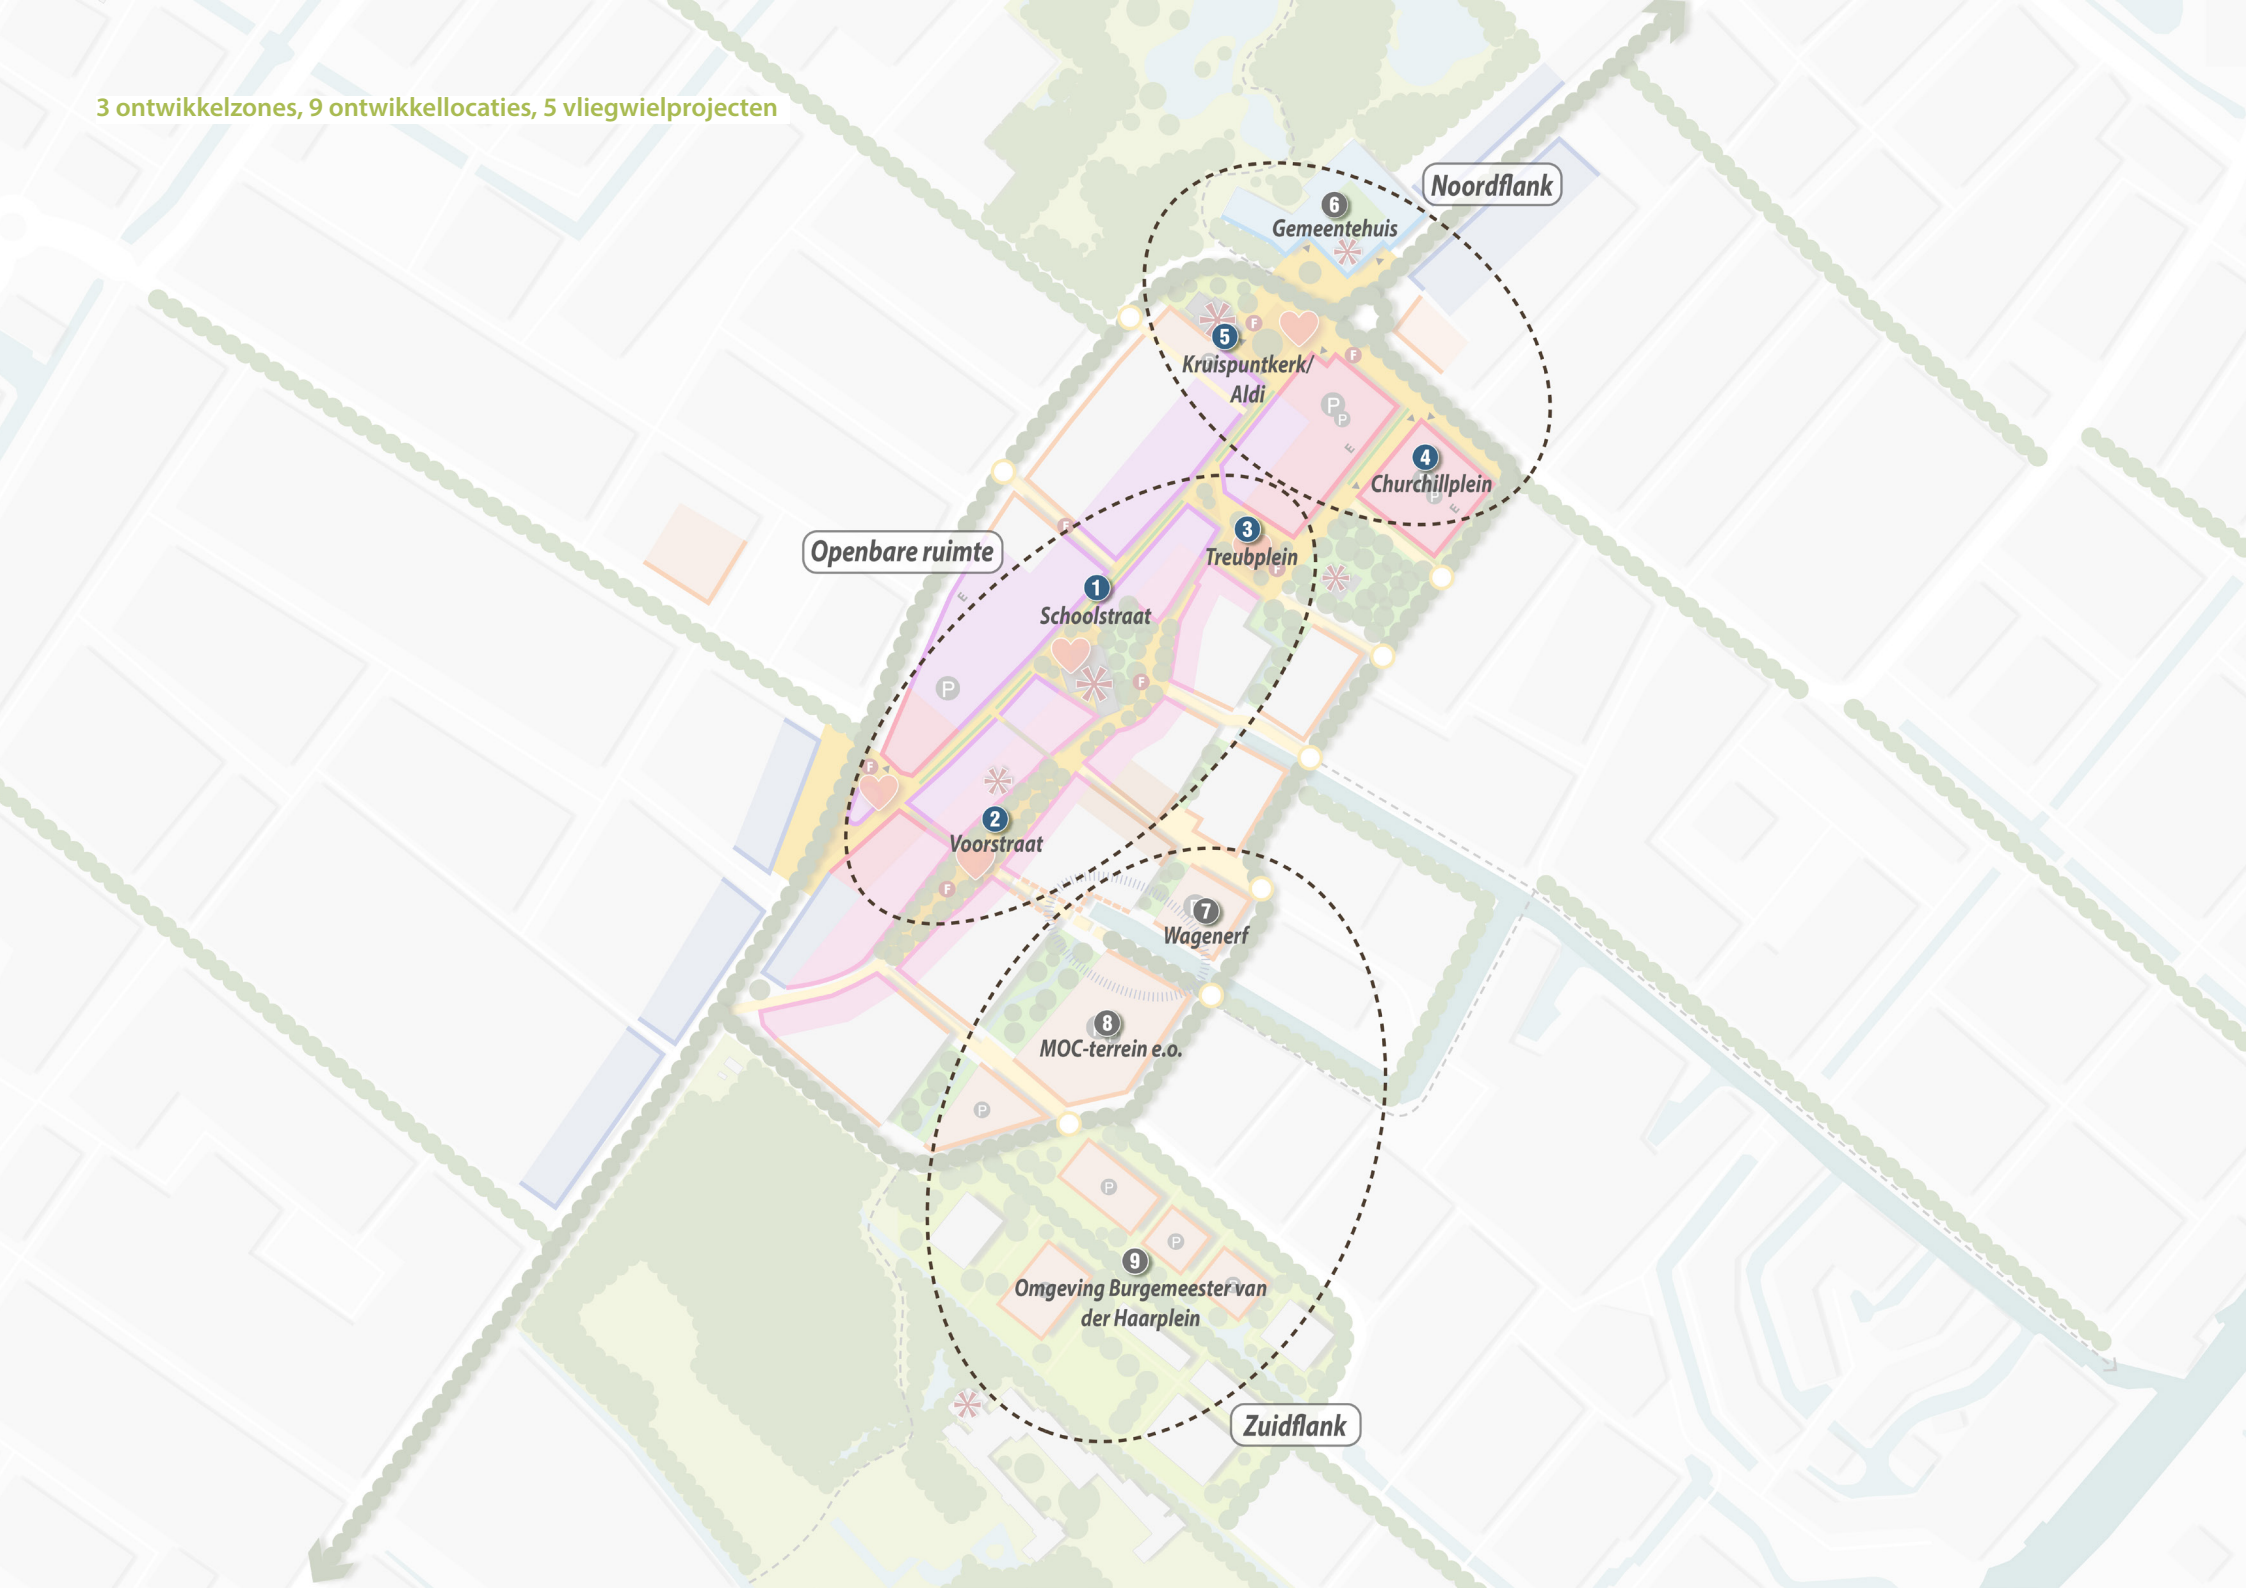 3 ontwikkelzones, 9 ontwikkellocaties, 5 vliegwielprojecten
Noordflank
6
Gemeentehuis
F
5
F
Kruispuntkerk/
Aldi
P
P
E
4
Churchillplein
P
E
F
3
Treubplein
F
Openbare ruimte
1
Schoolstraat
E
F
P
F
2
Voorstraat
F
7
Wagenerf
8
MOC-terrein e.o.
P
P
P
9
Omgeving Burgemeester van
der Haarplein
Zuidflank